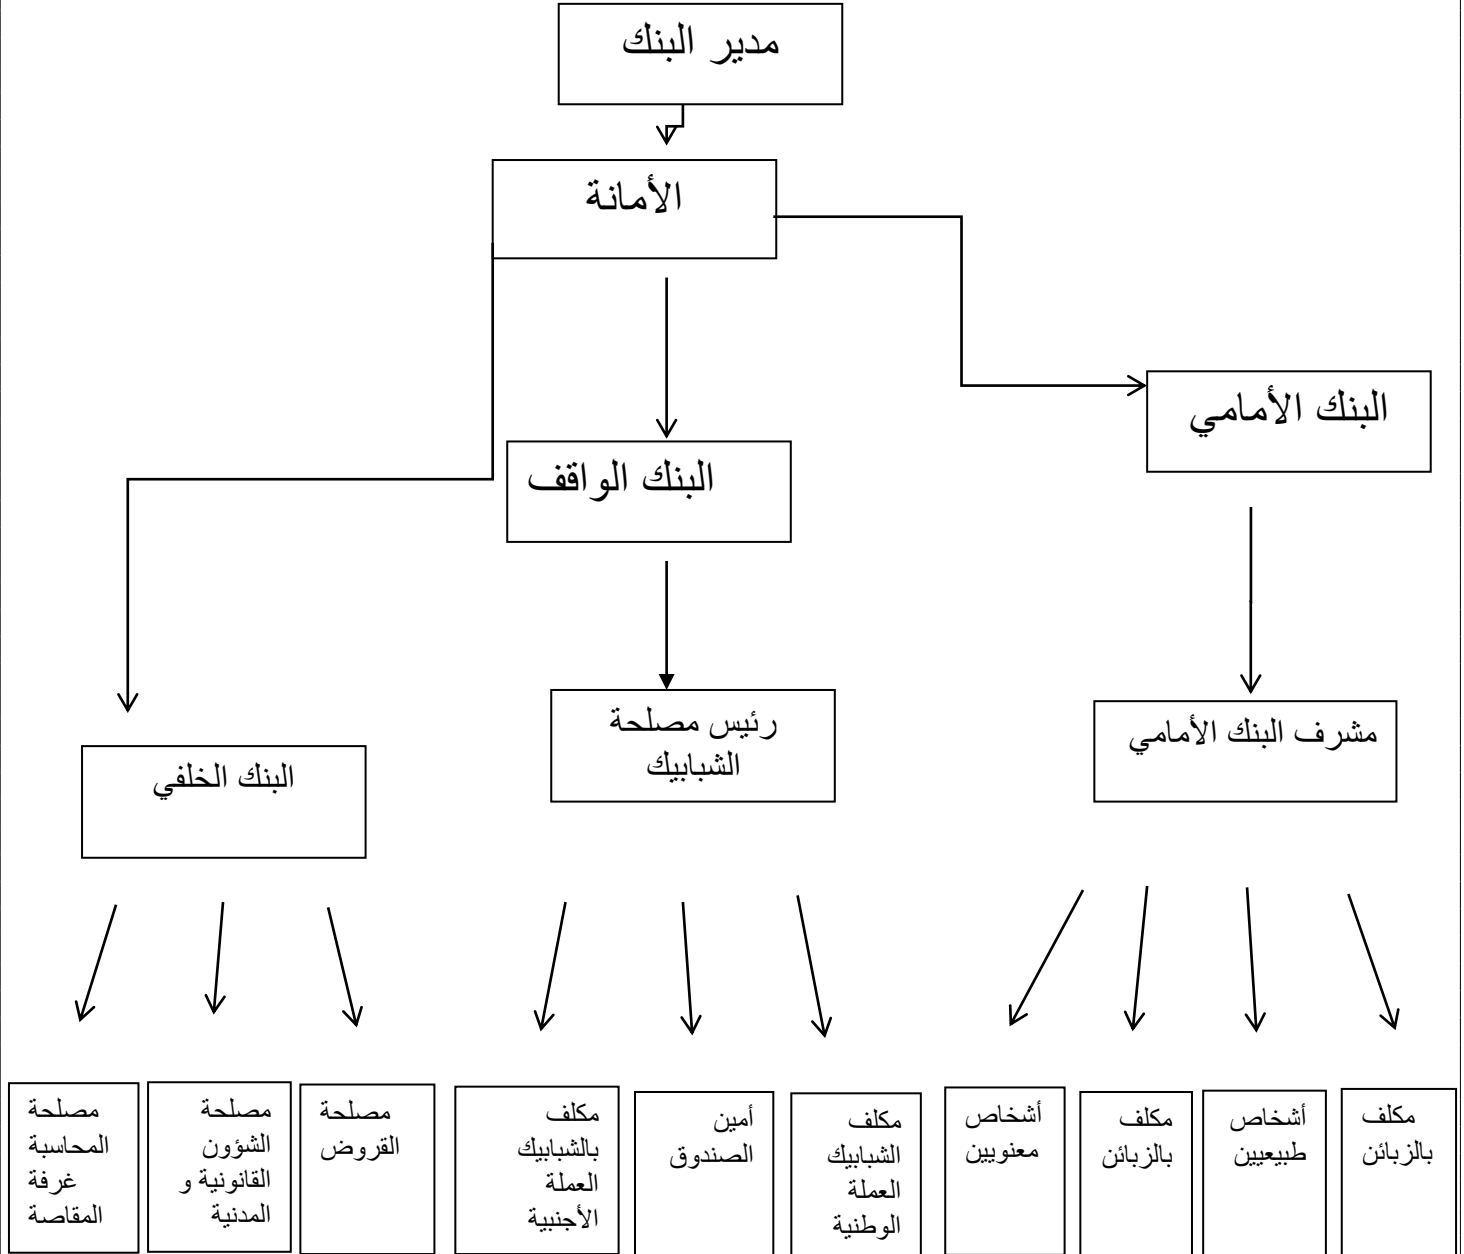 مدير البنك
الأمانة
البنك الأمامي
البنك الواقف
مشرف البنك الأمامي
رئيس مصلحة
الشبابيك
البنك الخلفي
مكلف
بالزبائن
أشخاص
طبيعيين
مكلف
بالزبائن
أشخاص
معنويين
مكلف
الشبابيك
العملة
الوطنية
أمين
الصندوق
مكلف
بالشبابيك
العملة
الأجنبية
مصلحة
القروض
مصلحة
الشؤون
القانونية و
المدنية
مصلحة
المحاسبة
غرفة
المقاصة